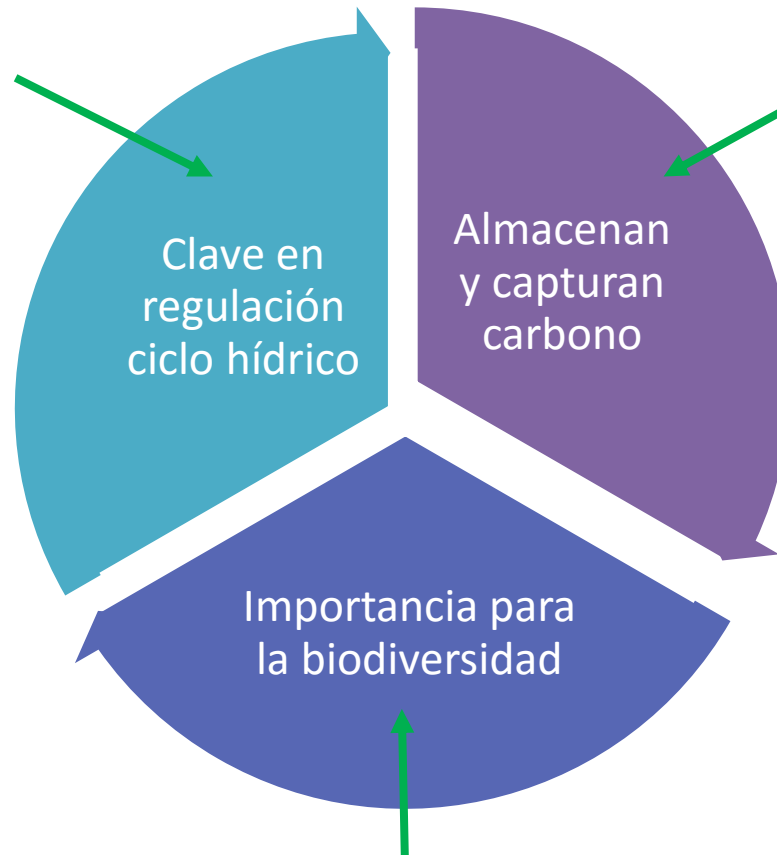 Clave en
regulación
ciclo hídrico
Almacenan
y capturan
carbono
Importancia para
la biodiversidad